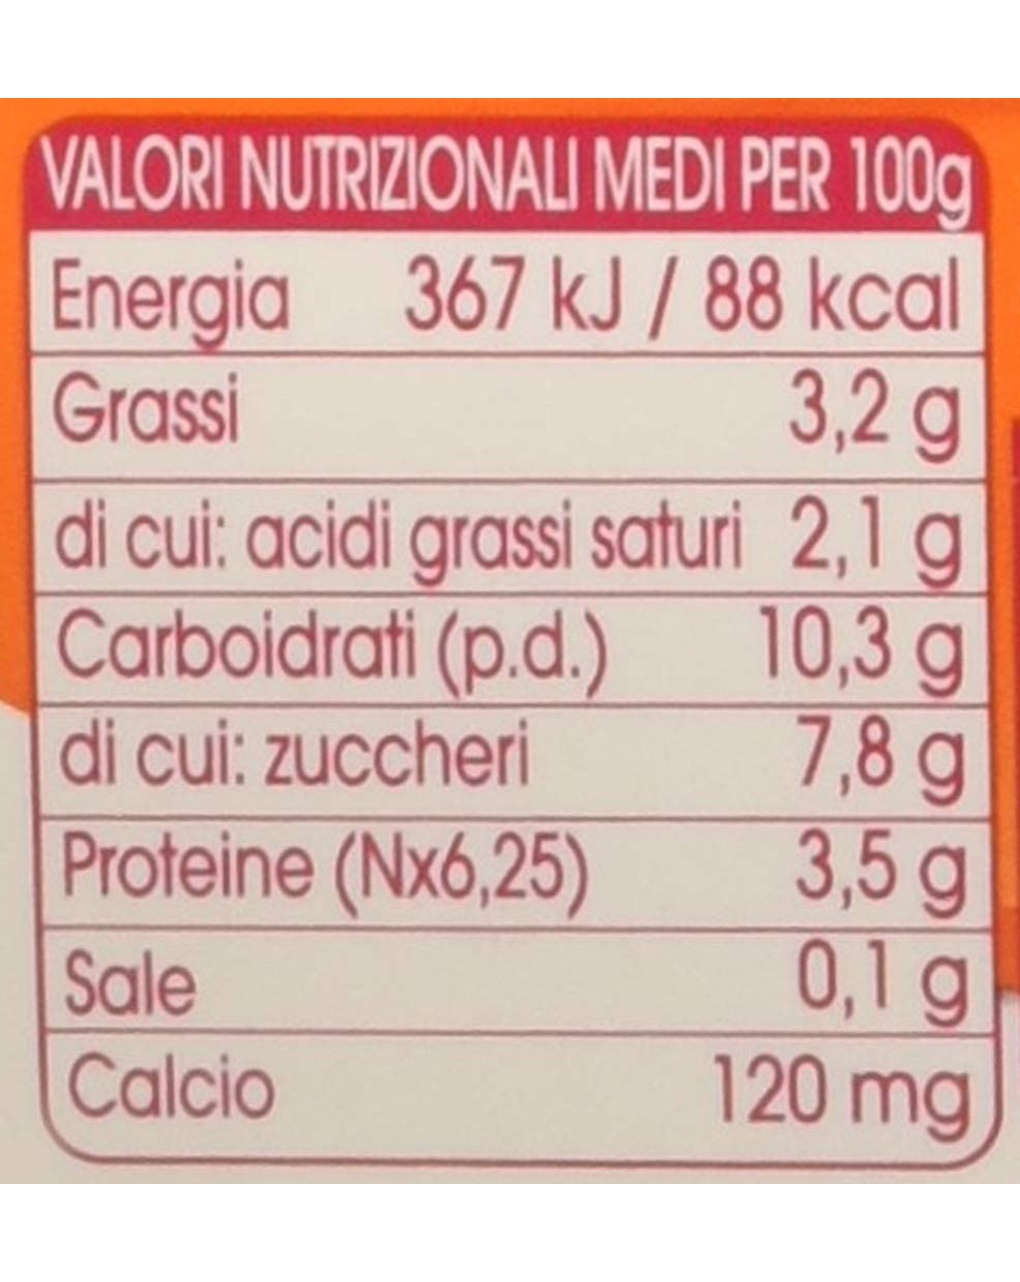 VALORI NUTRIZIONALI MEDI PER 100g
Energia 367 kJ / 88 kcal
Grassi 3,2 g
di cui: acidi grassi saturi 2,1 g
Carboidrati (p.d.) 10,3 g
di cui: zuccheri 7,8 g
Proteine (Nx6,25) 3,5 g
Sale 0,1 g
Calcio 120 mg